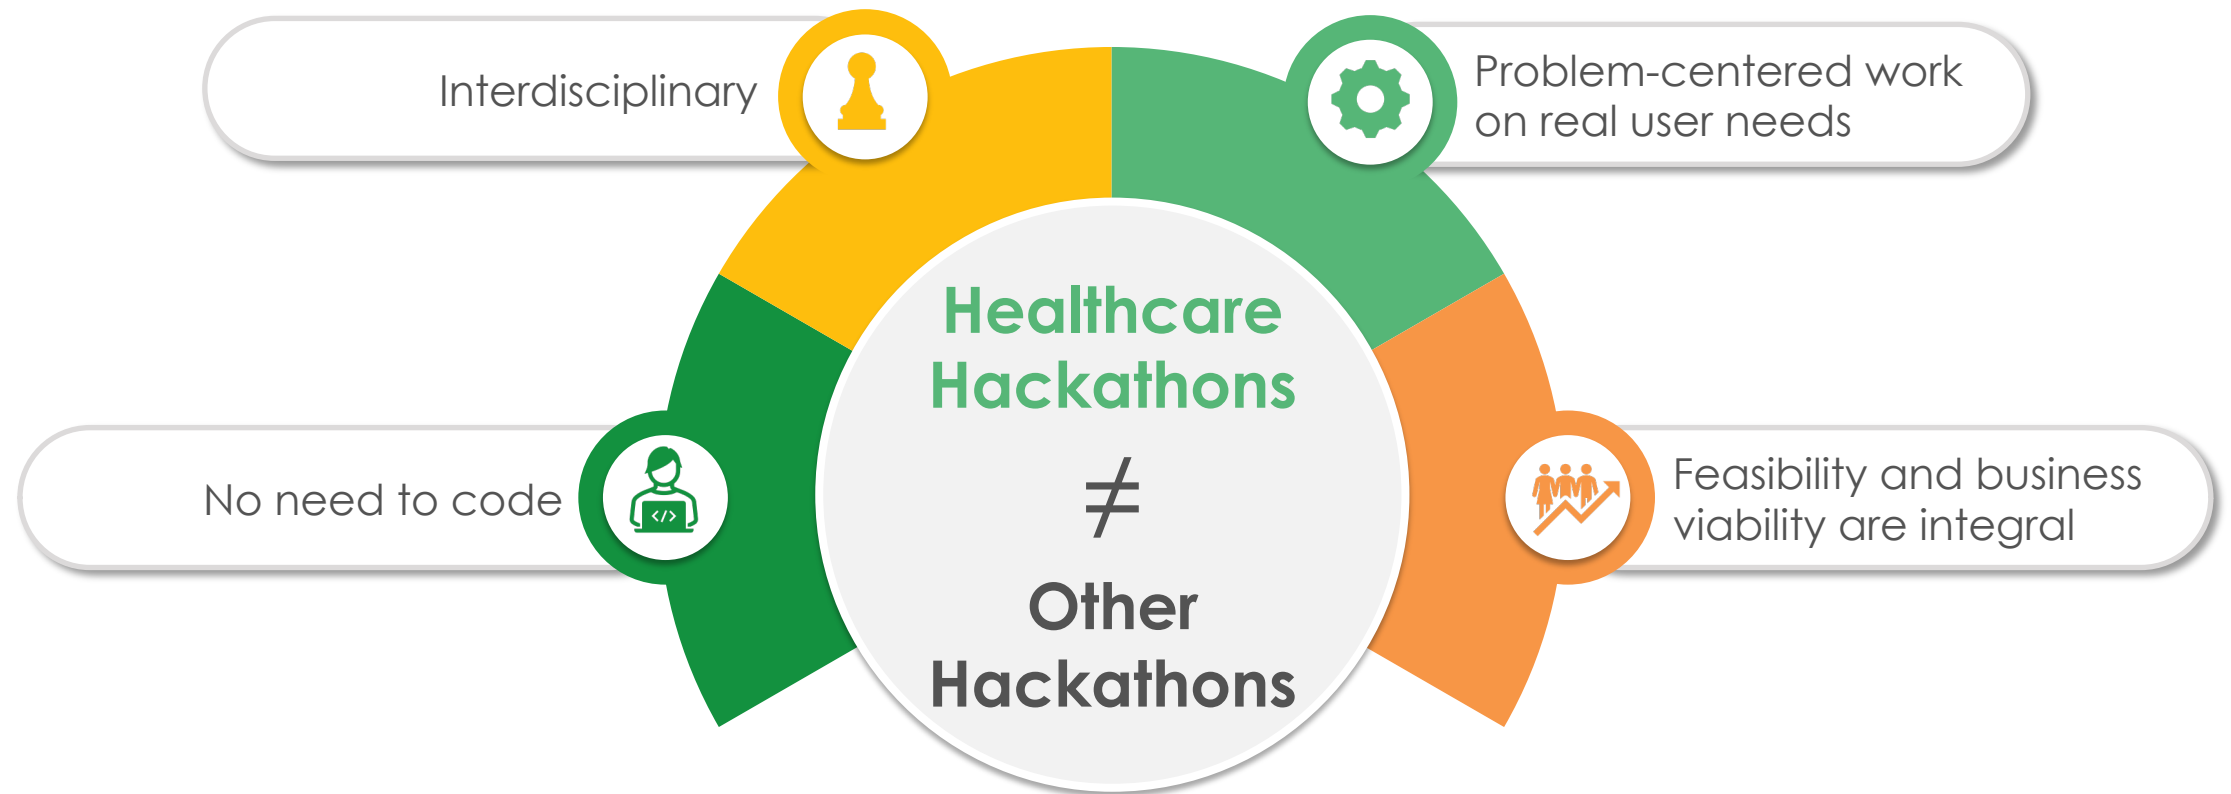 Interdisciplinary
Problem-centered work
on real user needs
Healthcare
Hackathons
≠
Other
Hackathons
No need to code
</>
Feasibility and business
viability are integral